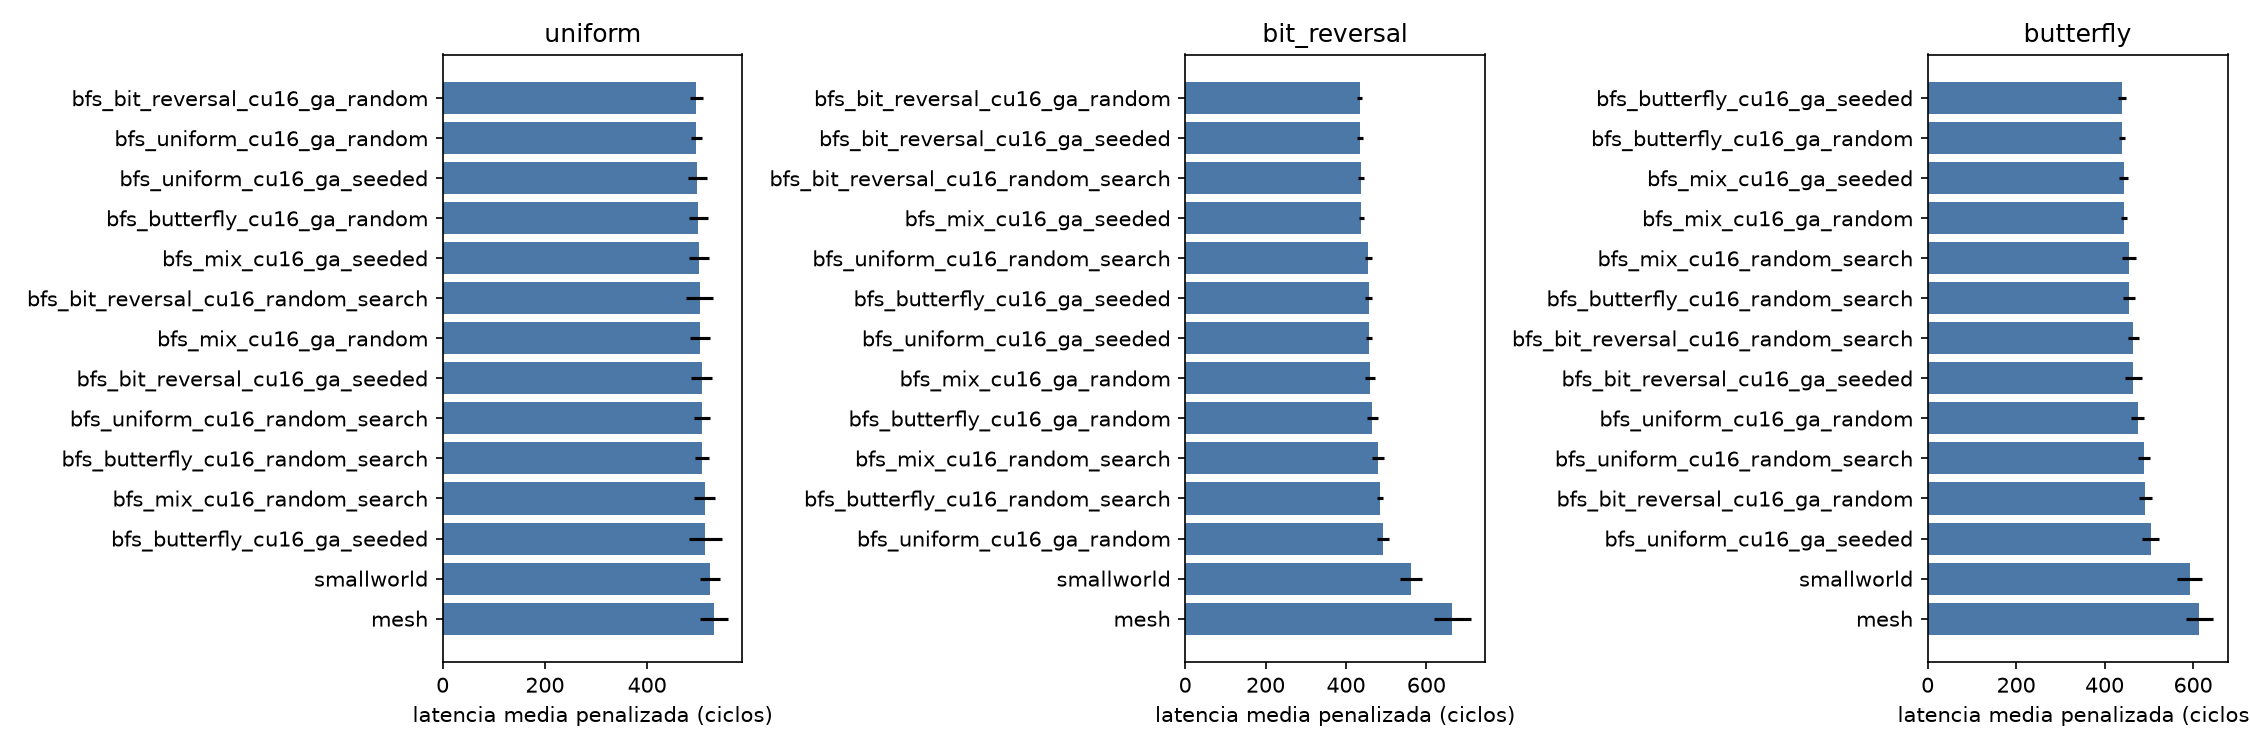 uniform
bfs_bit_reversal_cu16_ga_random
bfs_uniform_cu16_ga_random
bfs_uniform_cu16_ga_seeded
bfs_butterfly_cu16_ga_random
bfs_mix_cu16_ga_seeded
bfs_bit_reversal_cu16_random_search
bfs_mix_cu16_ga_random
bfs_bit_reversal_cu16_ga_seeded
bfs_uniform_cu16_random_search
bfs_butterfly_cu16_random_search
bfs_mix_cu16_random_search
bfs_butterfly_cu16_ga_seeded
smallworld
mesh
0 200 400
latencia media penalizada (ciclos)
bit_reversal
bfs_bit_reversal_cu16_ga_random
bfs_bit_reversal_cu16_ga_seeded
bfs_bit_reversal_cu16_random_search
bfs_mix_cu16_ga_seeded
bfs_uniform_cu16_random_search
bfs_butterfly_cu16_ga_seeded
bfs_uniform_cu16_ga_seeded
bfs_mix_cu16_ga_random
bfs_butterfly_cu16_ga_random
bfs_mix_cu16_random_search
bfs_butterfly_cu16_random_search
bfs_uniform_cu16_ga_random
smallworld
mesh
0 200 400 600
latencia media penalizada (ciclos)
butterfly
bfs_butterfly_cu16_ga_seeded
bfs_butterfly_cu16_ga_random
bfs_mix_cu16_ga_seeded
bfs_mix_cu16_ga_random
bfs_mix_cu16_random_search
bfs_butterfly_cu16_random_search
bfs_bit_reversal_cu16_random_search
bfs_bit_reversal_cu16_ga_seeded
bfs_uniform_cu16_ga_random
bfs_uniform_cu16_random_search
bfs_bit_reversal_cu16_ga_random
bfs_uniform_cu16_ga_seeded
smallworld
mesh
0 200 400 600
latencia media penalizada (ciclos